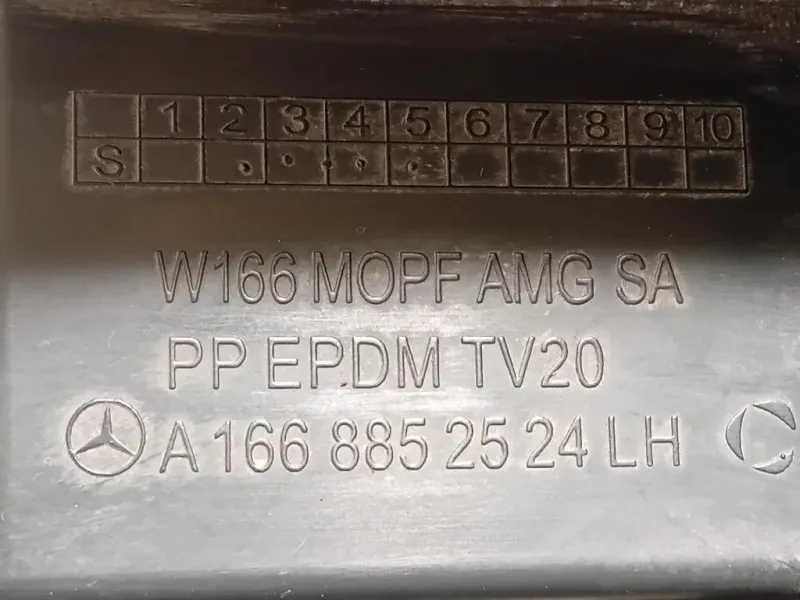 1 2 3 4 5 6 7 8 9 10
S
W166 MOPF AMG SA
PP EPDM TV20
A 166 885 25 24 LH